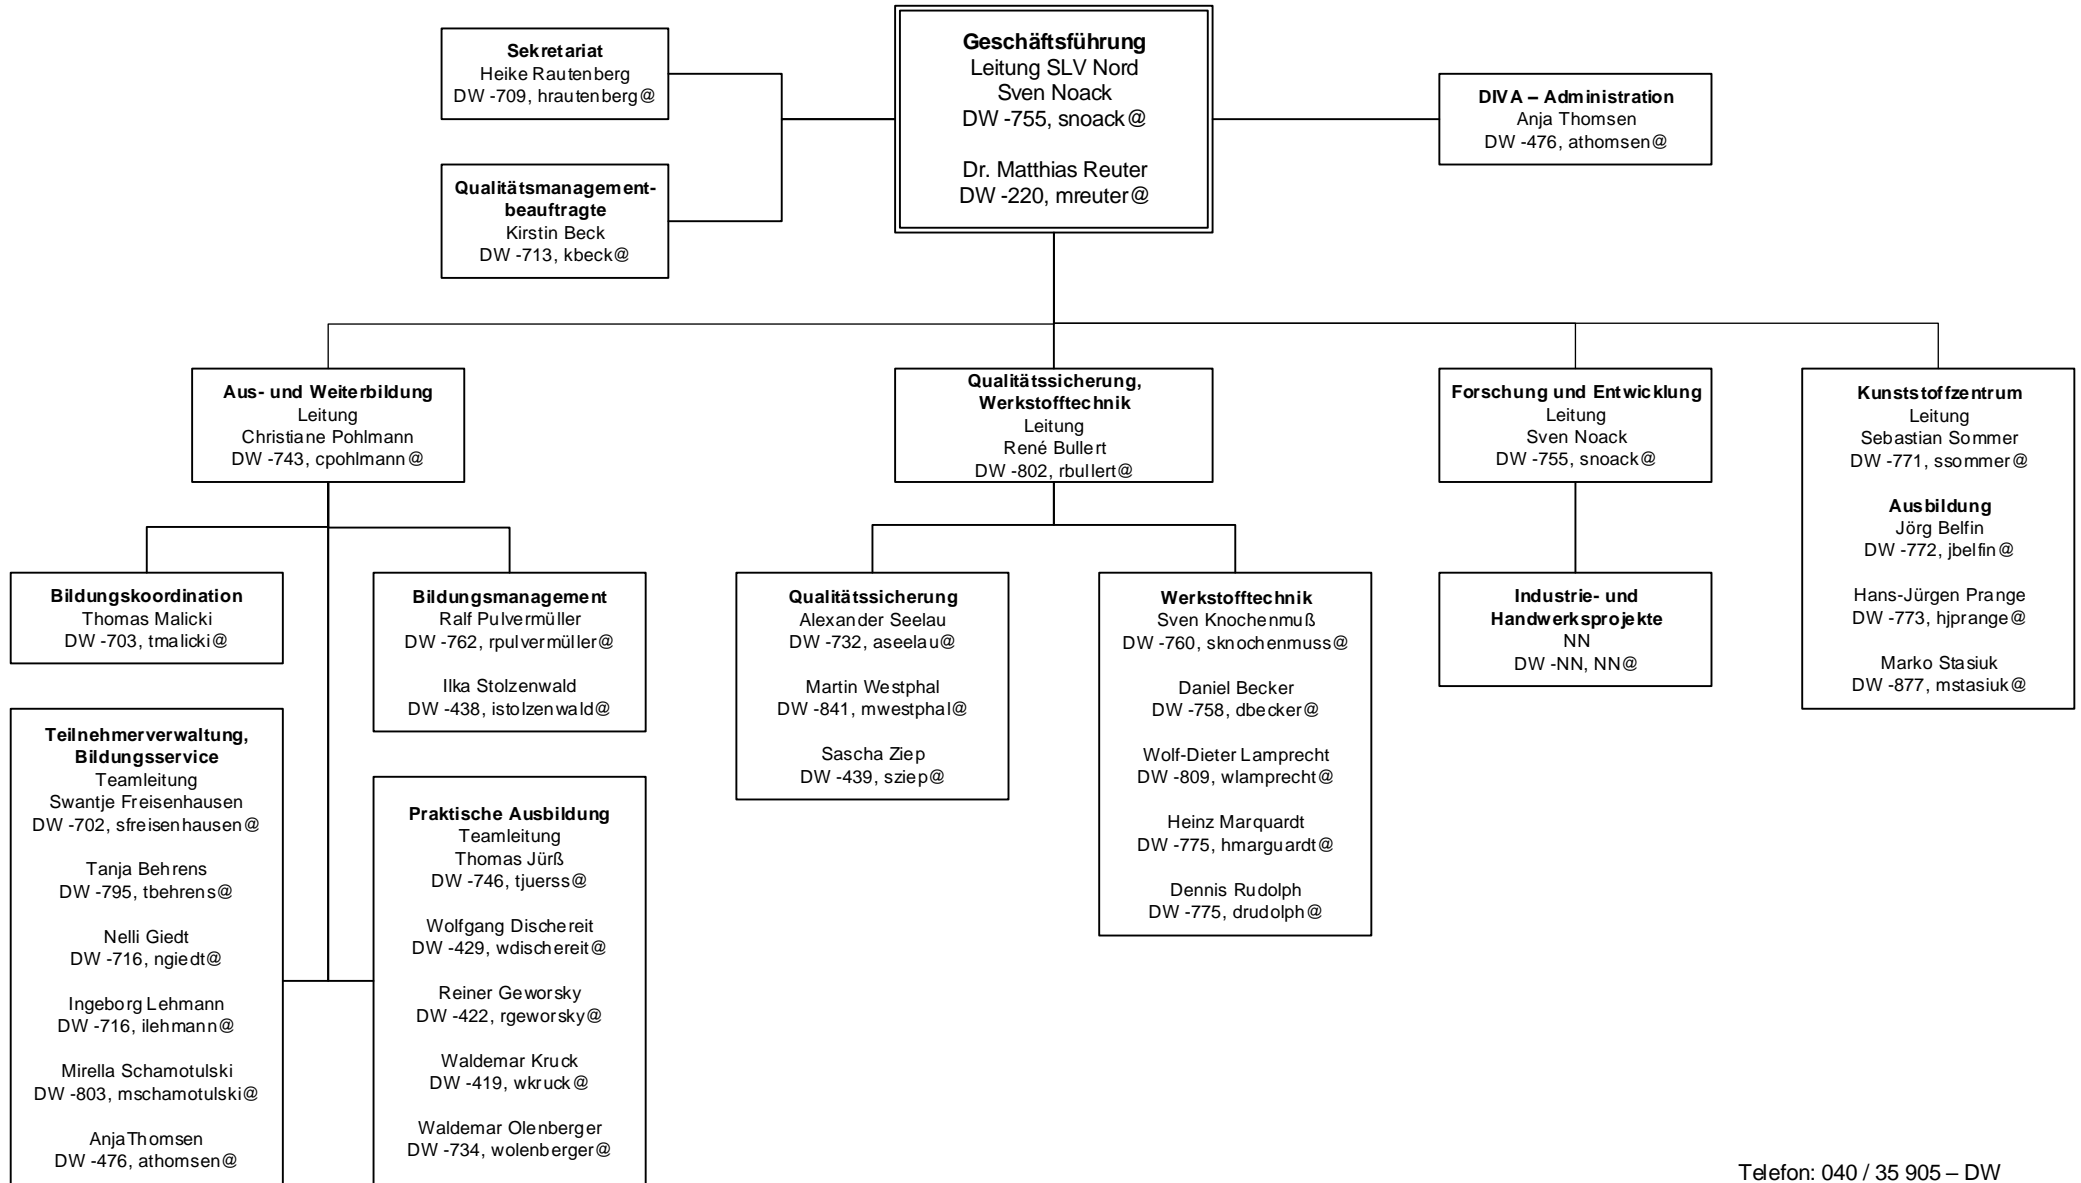 Sekretariat
Heike Rautenberg
DW -709, hrautenberg@
Qualitätsmanagement-
beauftragte
Kirstin Beck
DW -713, kbeck@
Geschäftsführung
Leitung SLV Nord
Sven Noack
DW -755, snoack@
Dr. Matthias Reuter
DW -220, mreuter@
DIVA – Administration
Anja Thomsen
DW -476, athomsen@
Aus- und Weiterbildung
Leitung
Christiane Pohlmann
DW -743, cpohlmann@
Qualitätssicherung,
Werkstofftechnik
Leitung
René Bullert
DW -802, rbullert@
Forschung und Entwicklung
Leitung
Sven Noack
DW -755, snoack@
Kunststoffzentrum
Leitung
Sebastian Sommer
DW -771, ssommer@
Ausbildung
Jörg Belfin
DW -772, jbelfin@
Hans-Jürgen Prange
DW -773, hjprange@
Marko Stasiuk
DW -877, mstasiuk@
Bildungskoordination
Thomas Malicki
DW -703, tmalicki@
Bildungsmanagement
Ralf Pulvermüller
DW -762, rpulvermüller@
Ilka Stolzenwald
DW -438, istolzenwald@
Qualitätssicherung
Alexander Seelau
DW -732, aseelau@
Martin Westphal
DW -841, mwestphal@
Sascha Ziep
DW -439, sziep@
Werkstofftechnik
Sven Knochenmuß
DW -760, sknochenmuss@
Daniel Becker
DW -758, dbecker@
Wolf-Dieter Lamprecht
DW -809, wlamprecht@
Heinz Marquardt
DW -775, hmarguardt@
Dennis Rudolph
DW -775, drudolph@
Industrie- und
Handwerksprojekte
NN
DW -NN, NN@
Teilnehmerverwaltung,
Bildungsservice
Teamleitung
Swantje Freisenhausen
DW -702, sfreisenhausen@
Tanja Behrens
DW -795, tbehrens@
Nelli Giedt
DW -716, ngiedt@
Ingeborg Lehmann
DW -716, ilehmann@
Mirella Schamotulski
DW -803, mschamotulski@
AnjaThomsen
DW -476, athomsen@
Praktische Ausbildung
Teamleitung
Thomas Jürß
DW -746, tjuerss@
Wolfgang Dischereit
DW -429, wdischereit@
Reiner Geworsky
DW -422, rgeworsky@
Waldemar Kruck
DW -419, wkruck@
Waldemar Olenberger
DW -734, wolenberger@
Telefon: 040 / 35 905 – DW